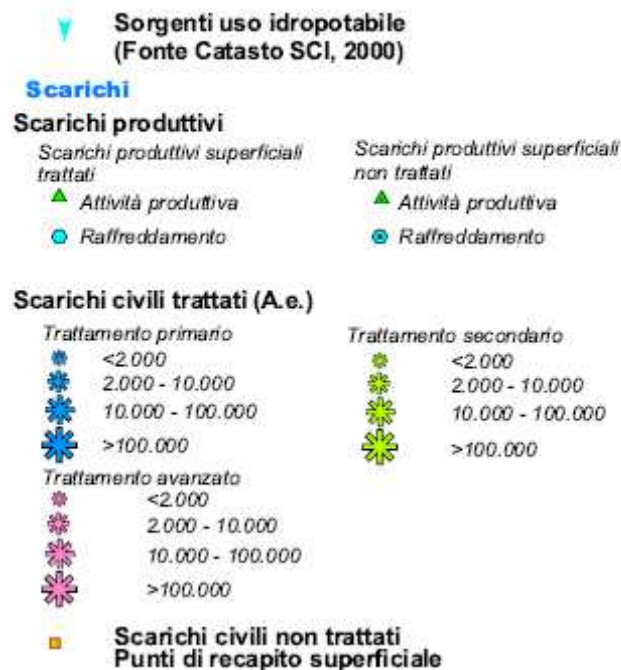 Sorgenti uso idropotabile
(Fonte Catasto SCI, 2000)
Scarichi
Scarichi produttivi
Scarichi produttivi superficiali
trattati
Attività produttiva
Raffreddamento
Scarichi produttivi superficiali
non trattati
Attività produttiva
Raffreddamento
Scarichi civili trattati (A.e.)
Trattamento primario
<2.000
2.000 - 10.000
10.000 - 100.000
>100.000
Trattamento secondario
<2.000
2.000 - 10.000
10.000 - 100.000
>100.000
Trattamento avanzato
<2.000
2.000 - 10.000
10.000 - 100.000
>100.000
Scarichi civili non trattati
Punti di recapito superficiale